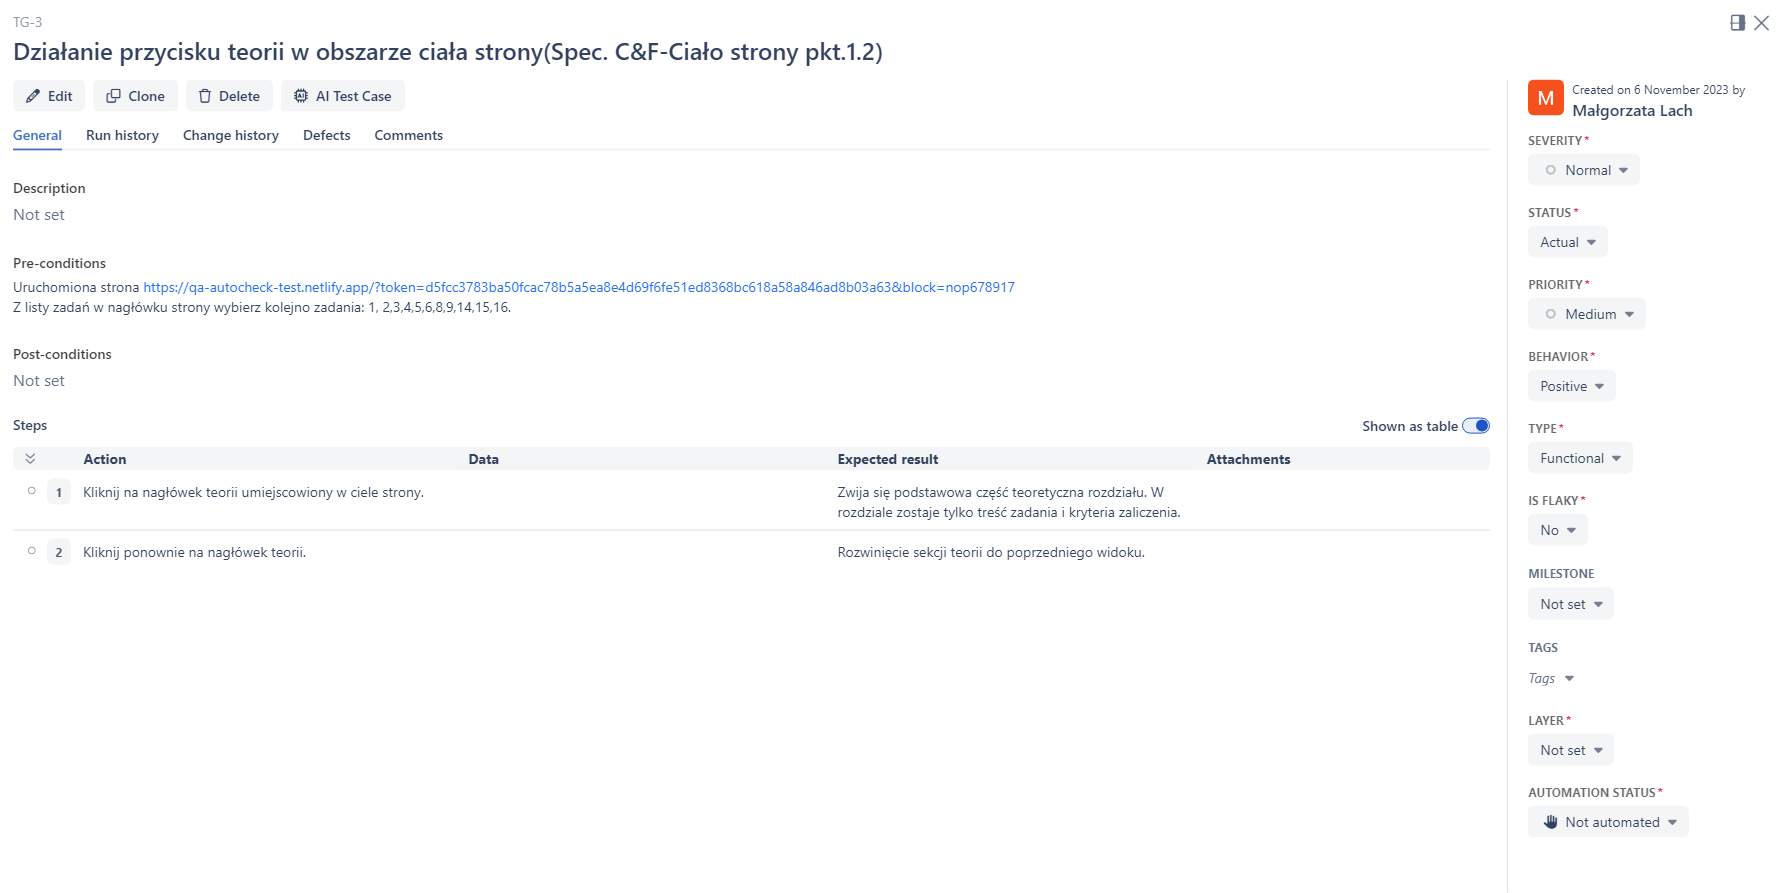 TG-3
Działanie przycisku teorii w obszarze ciała strony(Spec. C&F-Ciało strony pkt.1.2)
Edit
Clone
Delete
AI Test Case
General
Run history
Change history
Defects
Comments
Description
Not set
Pre-conditions
Uruchomiona strona https://qa-autocheck-test.netlify.app/?token=d5fcc3783ba50fcac78b5a5ea8e4d69f6fe51ed8368bc618a58a846ad8b03a63&block=nop678917
Z listy zadań w nagłówku strony wybierz kolejno zadania: 1, 2,3,4,5,6,8,9,14,15,16.
Post-conditions
Not set
Steps
Shown as table
Action
Data
Expected result
Attachments
1
Kliknij na nagłówek teorii umiejscowiony w ciele strony.
Zwija się podstawowa część teoretyczna rozdziału. W
rozdziale zostaje tylko treść zadania i kryteria zaliczenia.
2
Kliknij ponownie na nagłówek teorii.
Rozwinięcie sekcji teorii do poprzedniego widoku.
M
Created on 6 November 2023 by
Małgorzata Lach
SEVERITY*
Normal
STATUS*
Actual
PRIORITY*
Medium
BEHAVIOR*
Positive
TYPE*
Functional
IS FLAKY*
No
MILESTONE
Not set
TAGS
Tags
LAYER*
Not set
AUTOMATION STATUS*
Not automated